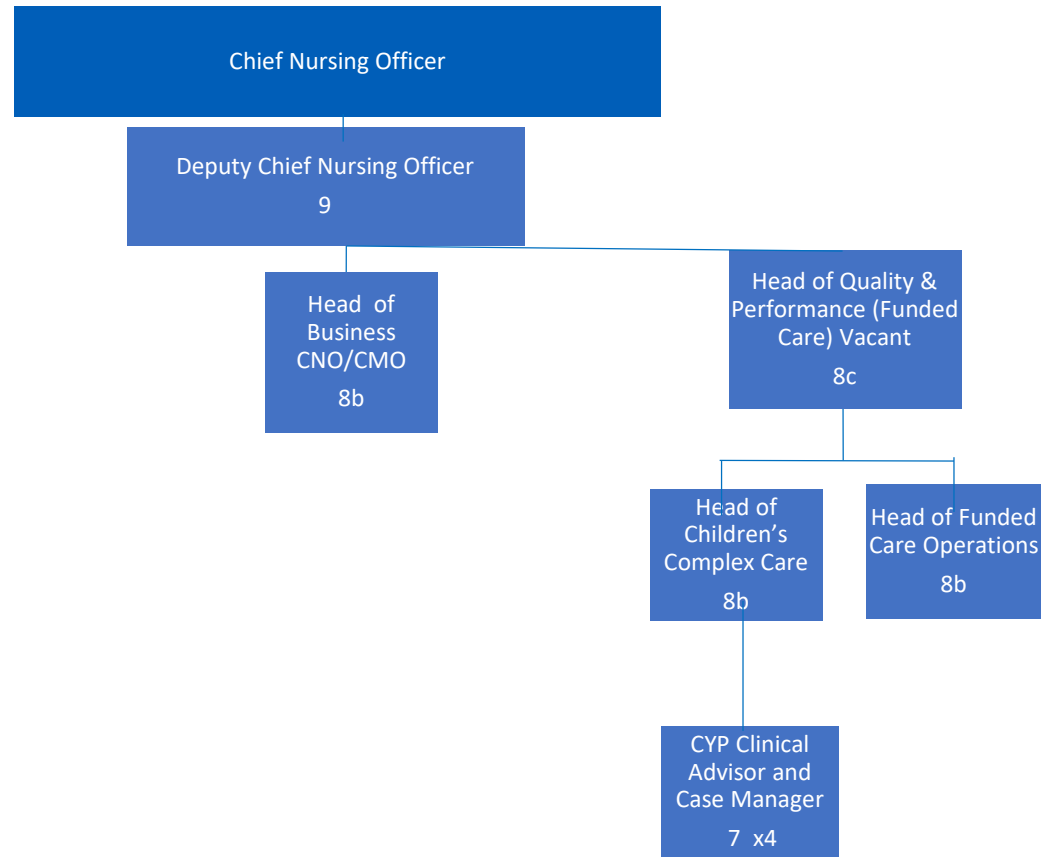 Chief Nursing Officer
Deputy Chief Nursing Officer
9
Head of
Business
CNO/CMO
8b
Head of Quality &
Performance (Funded
Care) Vacant
8c
Head of
Children’s
Complex Care
8b
Head of Funded
Care Operations
8b
CYP Clinical
Advisor and
Case Manager
7 x4